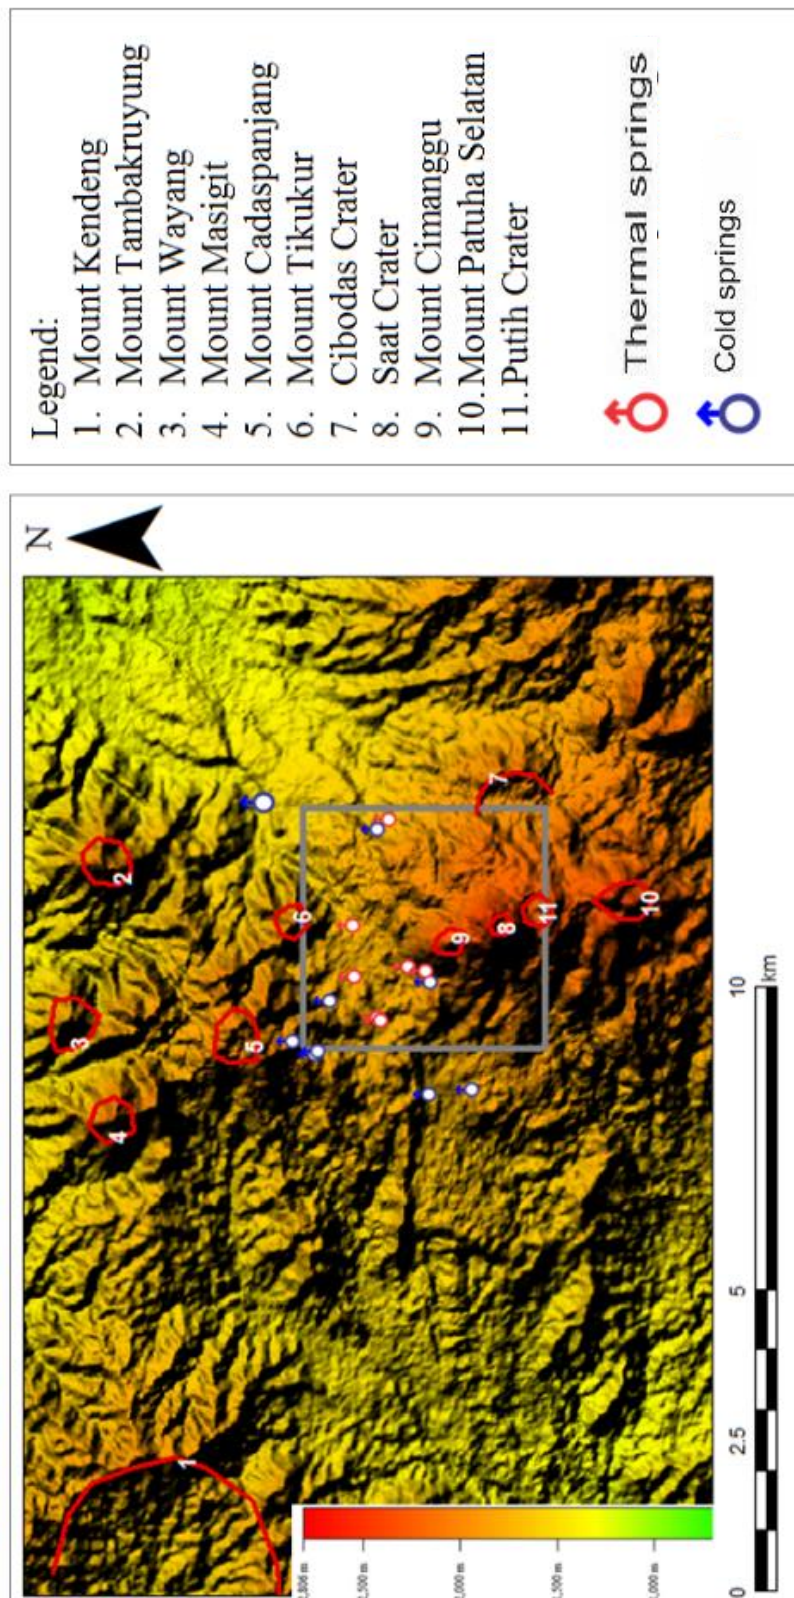 Legend:
1. Mount Kendeng
2. Mount Tambakruyung
3. Mount Wayang
4. Mount Masigit
5. Mount Cadaspanjang
6. Mount Tikukur
7. Cibodas Crater
8. Saat Crater
9. Mount Cimanggu
10. Mount Patuha Selatan
11. Putih Crater
Thermal springs
Cold springs
N
1
2
3
4
5
6
7
8
9
10
11
0
2.5
5
10
km